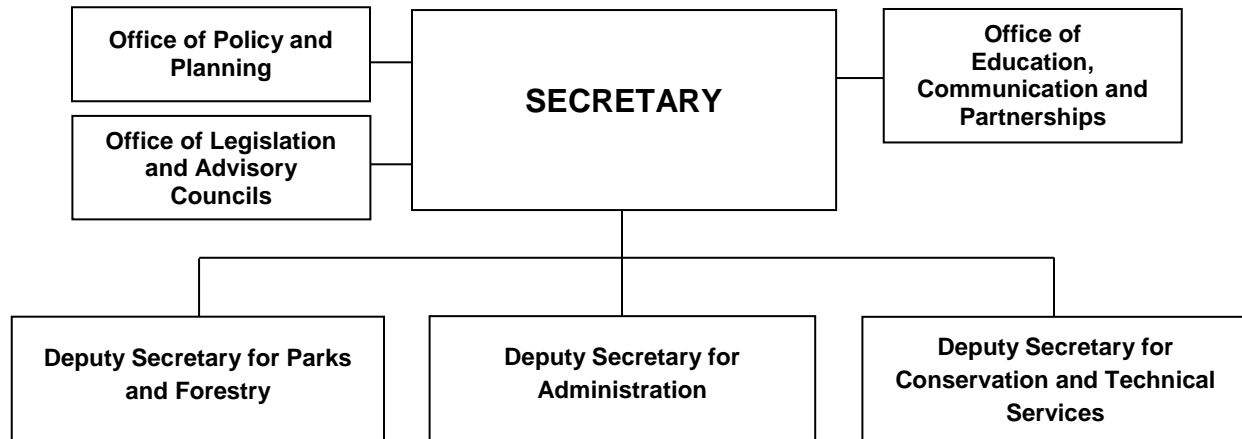 Office of Policy and
Planning
SECRETARY
Office of
Education,
Communication and
Partnerships
Office of Legislation
and Advisory
Councils
Deputy Secretary for Parks
and Forestry
Deputy Secretary for
Administration
Deputy Secretary for
Conservation and Technical
Services